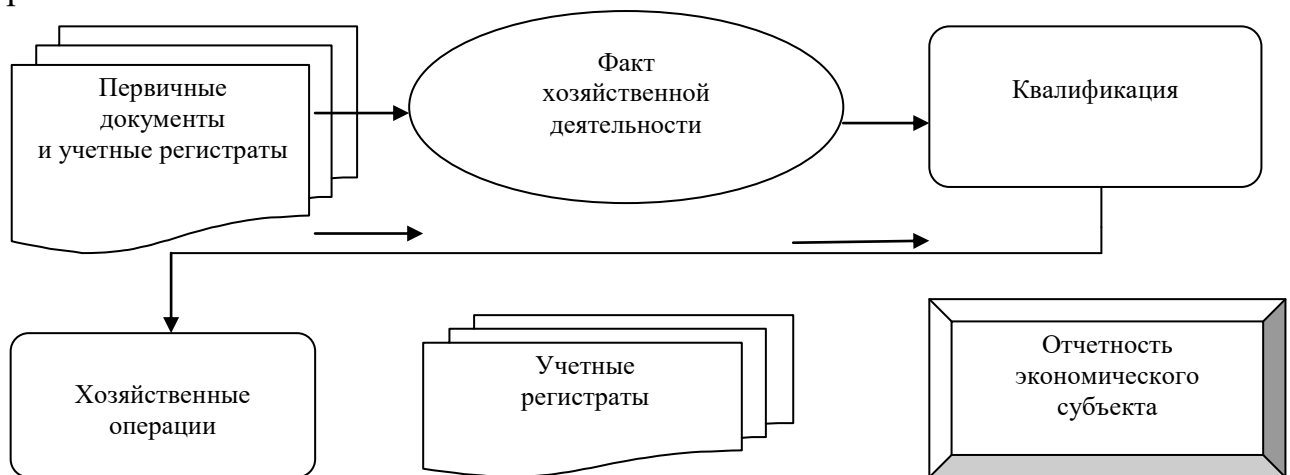 Первичные
документы
и учетные регистраты
Факт
хозяйственной
деятельности
Квалификация
Хозяйственные
операции
Учетные
регистраты
Отчетность
экономического
субъекта